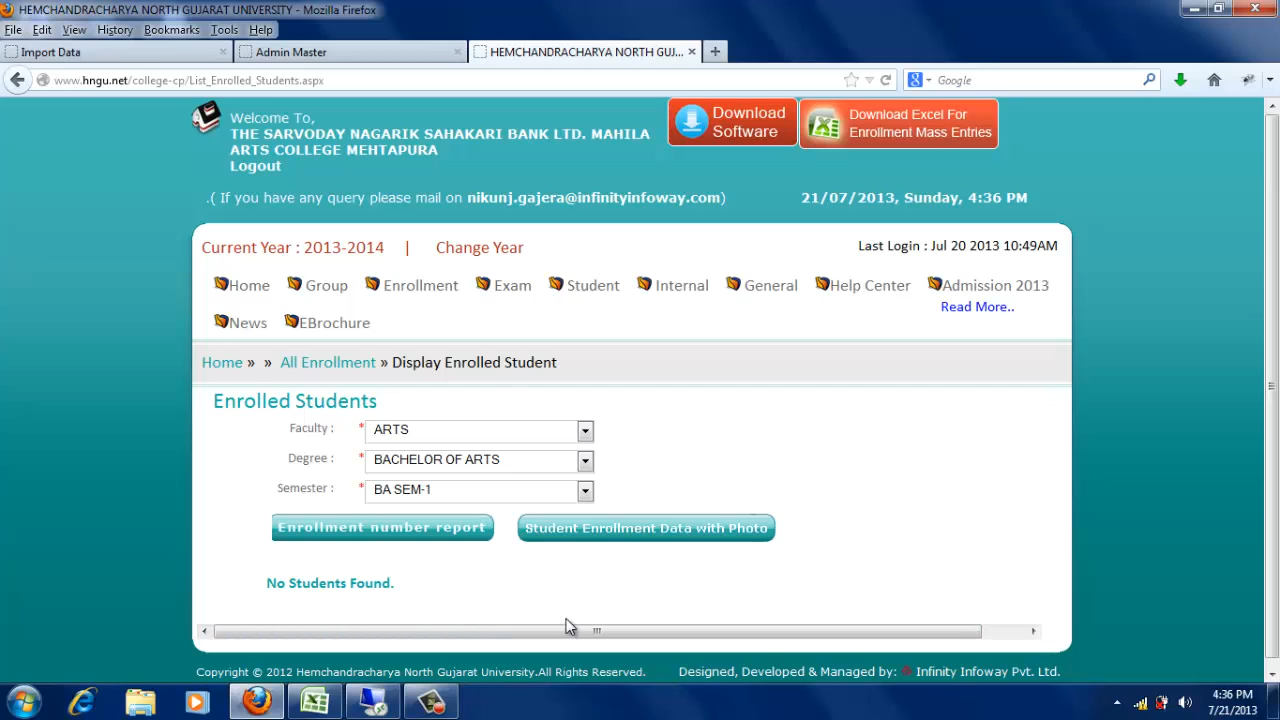 HEMCHANDRACHARYA NORTH GUJARAT UNIVERSITY - Mozilla Firefox
File Edit View History Bookmarks Tools Help
Import Data
Admin Master
HEMCHANDRACHARYA NORTH GUJ...
www.hngu.net/college-cp/List_Enrolled_Students.aspx
Google
Welcome To,
THE SARVODAY NAGARIK SAHAKARI BANK LTD. MAHILA
ARTS COLLEGE MEHTAPURA
Logout
Download
Software
Download Excel For
Enrollment Mass Entries
.( If you have any query please mail on nikunj.gajera@infinityinfoway.com)
21/07/2013, Sunday, 4:36 PM
Current Year : 2013-2014 | Change Year
Last Login : Jul 20 2013 10:49AM
Home Group Enrollment Exam Student Internal General Help Center Admission 2013
Read More..
News EBrochure
Home » » All Enrollment » Display Enrolled Student
Enrolled Students
Faculty : * ARTS
Degree : * BACHELOR OF ARTS
Semester : * BA SEM-1
Enrollment number report
Student Enrollment Data with Photo
No Students Found.
Copyright © 2012 Hemchandracharya North Gujarat University.All Rights Reserved.
Designed, Developed & Managed by: Infinity Infoway Pvt. Ltd.
4:36 PM
7/21/2013